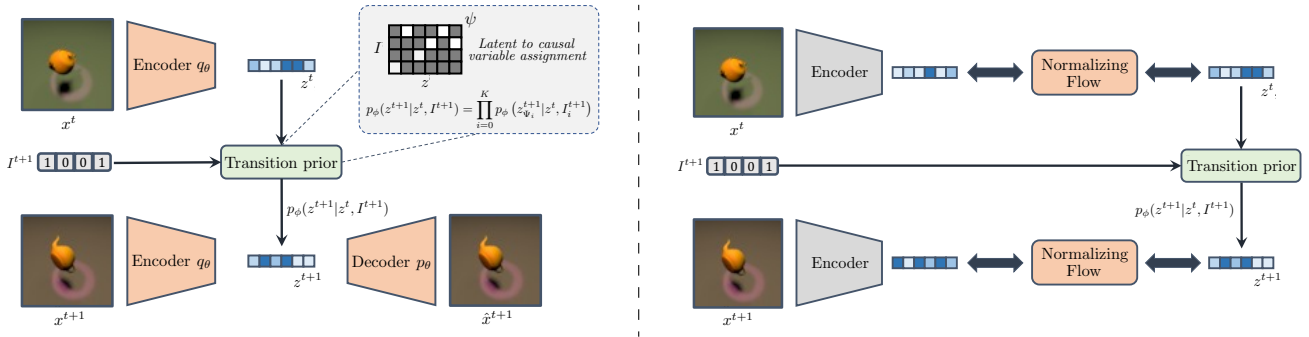 x^t
Encoder q_θ
z^t
I
ψ
z
Latent to causal
variable assignment
p_ϕ(z^{t+1}|z^t, I^{t+1}) = ∏_{i=0}^{K} p_ϕ(z_{Ψ_i}^{t+1}|z^t, I_i^{t+1})
I^{t+1} 1 0 0 1
Transition prior
p_ϕ(z^{t+1}|z^t, I^{t+1})
x^{t+1}
Encoder q_θ
z^{t+1}
Decoder p_θ
x̂^{t+1}
x^t
Encoder
Normalizing
Flow
z^t
I^{t+1} 1 0 0 1
Transition prior
p_ϕ(z^{t+1}|z^t, I^{t+1})
x^{t+1}
Encoder
Normalizing
Flow
z^{t+1}